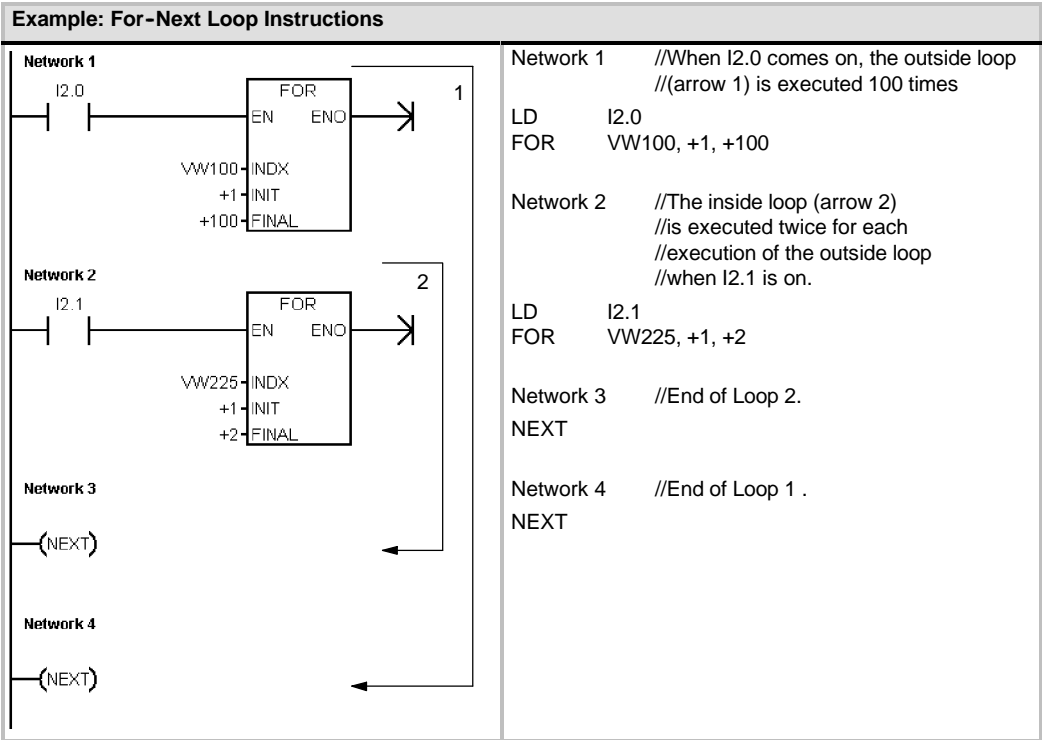 Example: For-Next Loop Instructions
Network 1
I2.0
FOR
EN ENO
1
VW100 INDX
+1 INIT
+100 FINAL
Network 2
2
I2.1
FOR
EN ENO
VW225 INDX
+1 INIT
+2 FINAL
Network 3
(NEXT)
Network 4
(NEXT)
Network 1 //When I2.0 comes on, the outside loop
//(arrow 1) is executed 100 times
LD I2.0
FOR VW100, +1, +100
Network 2 //The inside loop (arrow 2)
//is executed twice for each
//execution of the outside loop
//when I2.1 is on.
LD I2.1
FOR VW225, +1, +2
Network 3 //End of Loop 2.
NEXT
Network 4 //End of Loop 1 .
NEXT